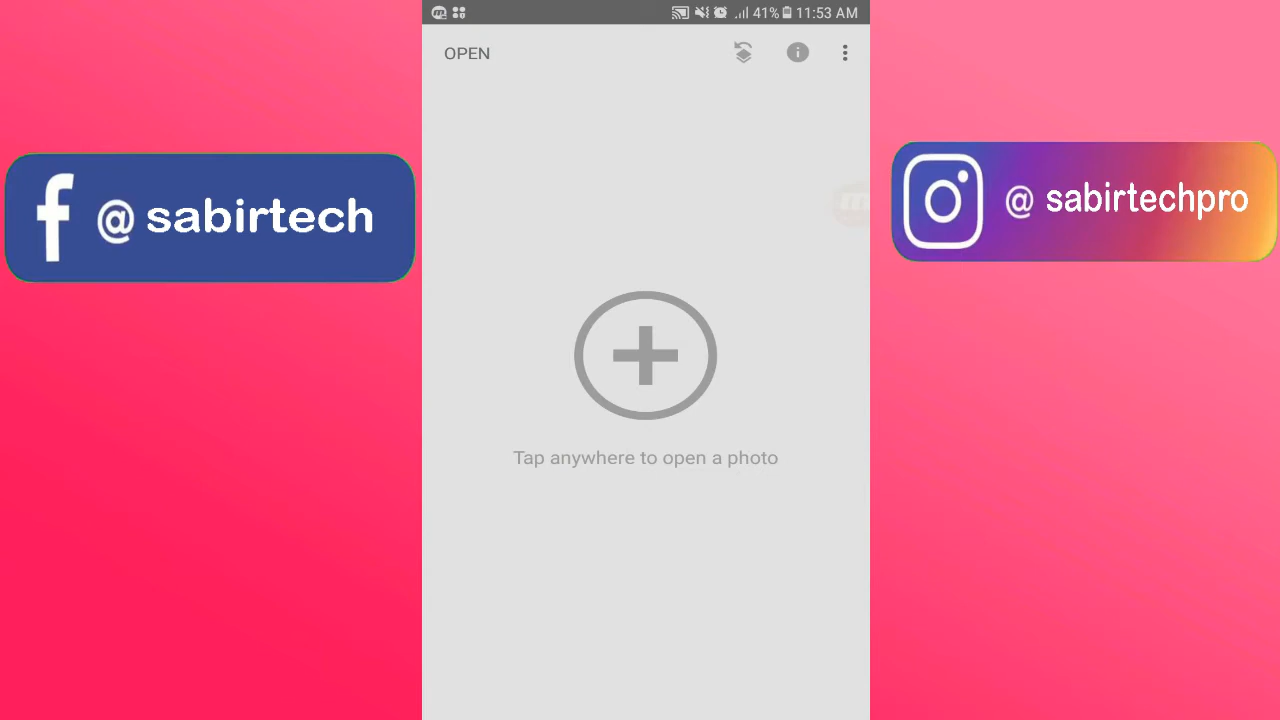 41% 11:53 AM
OPEN
@ sabirtech
@ sabirtechpro
Tap anywhere to open a photo